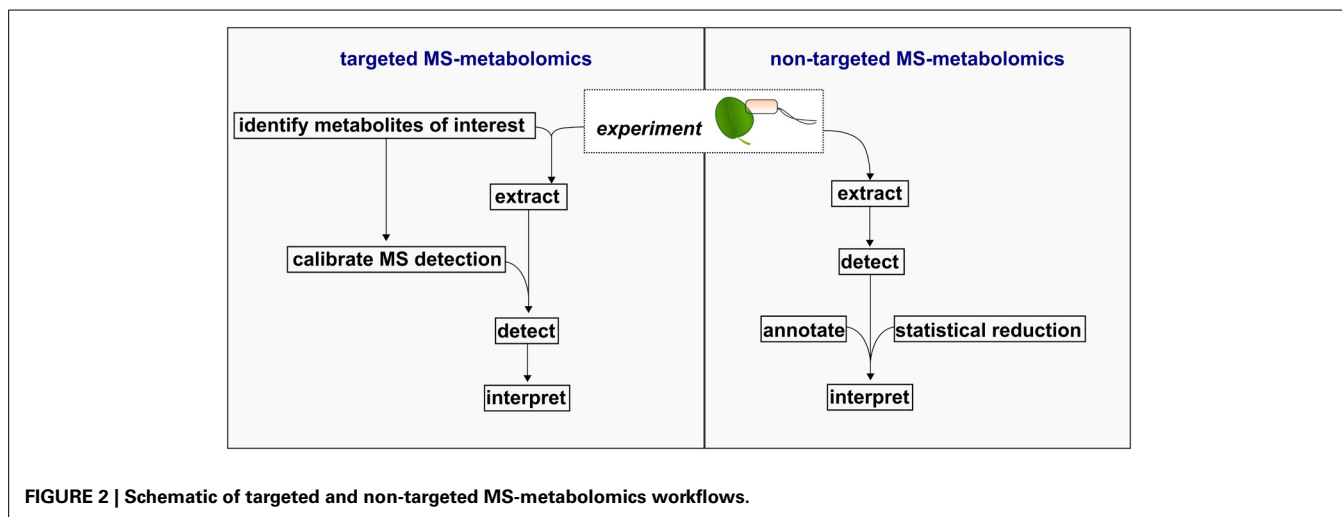 targeted MS-metabolomics
non-targeted MS-metabolomics
experiment
identify metabolites of interest
extract
calibrate MS detection
detect
interpret
extract
detect
annotate
statistical reduction
interpret
FIGURE 2 | Schematic of targeted and non-targeted MS-metabolomics workflows.